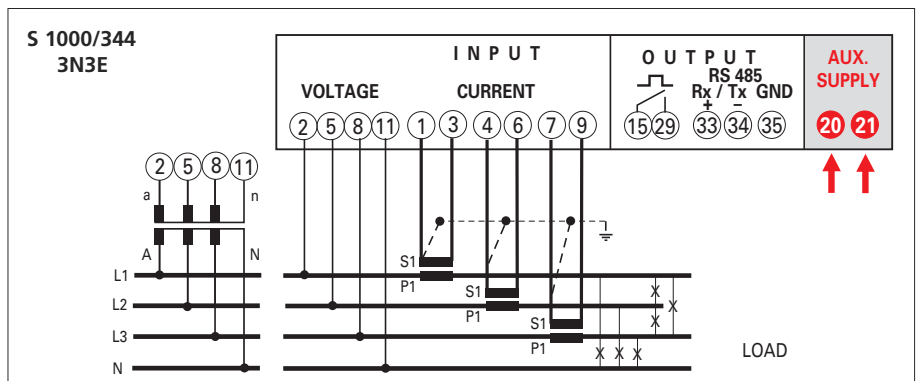 S 1000/344
3N3E
INPUT
VOLTAGE CURRENT
2 5 8 11 1 3 4 6 7 9
OUTPUT
RS 485
Rx / Tx GND
+ –
15 29 33 34 35
AUX.
SUPPLY
20 21
2 5 8 11
a n
A N
L1
L2
L3
N
S1
P1
S1
P1
S1
P1
X
X
X
X X X
LOAD